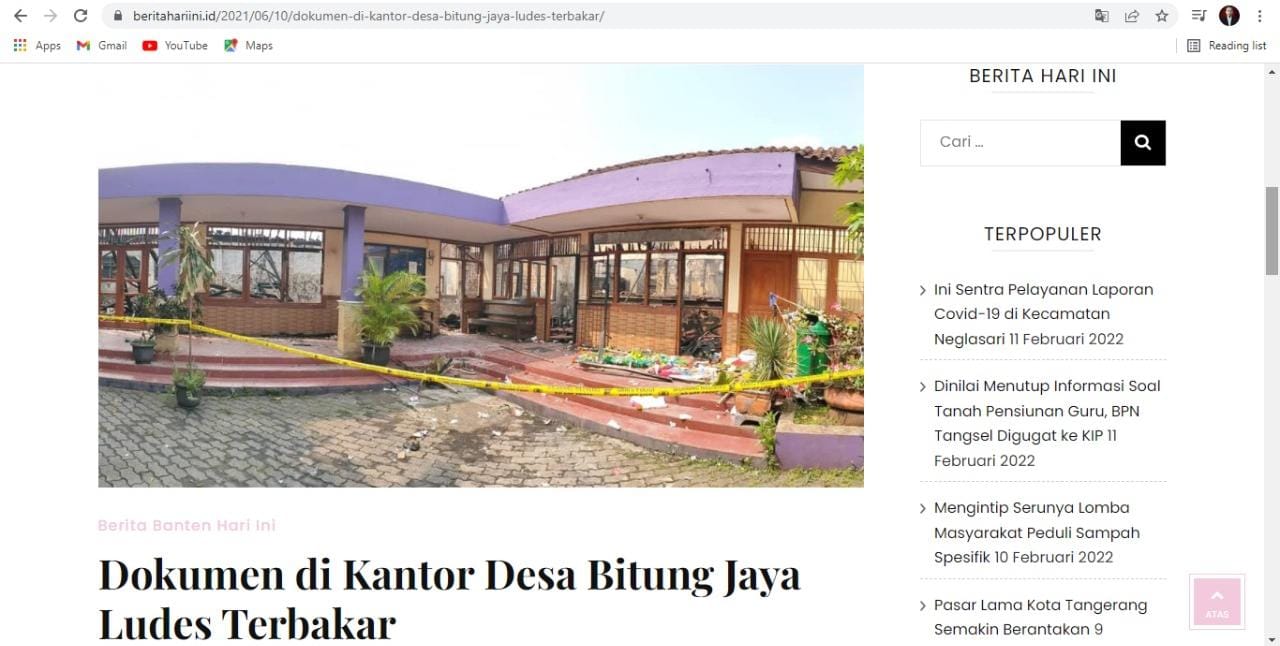 beritahariini.id/2021/06/10/dokumen-di-kantor-desa-bitung-jaya-ludes-terbakar/
Apps
Gmail
YouTube
Maps
Reading list
Berita Banten Hari Ini
Dokumen di Kantor Desa Bitung Jaya
Ludes Terbakar
BERITA HARI INI
Cari ...
TERPOPULER
Ini Sentra Pelayanan Laporan
Covid-19 di Kecamatan
Neglasari 11 Februari 2022
Dinilai Menutup Informasi Soal
Tanah Pensiunan Guru, BPN
Tangsel Digugat ke KIP 11
Februari 2022
Mengintip Serunya Lomba
Masyarakat Peduli Sampah
Spesifik 10 Februari 2022
Pasar Lama Kota Tangerang
Semakin Berantakan 9
ATAS